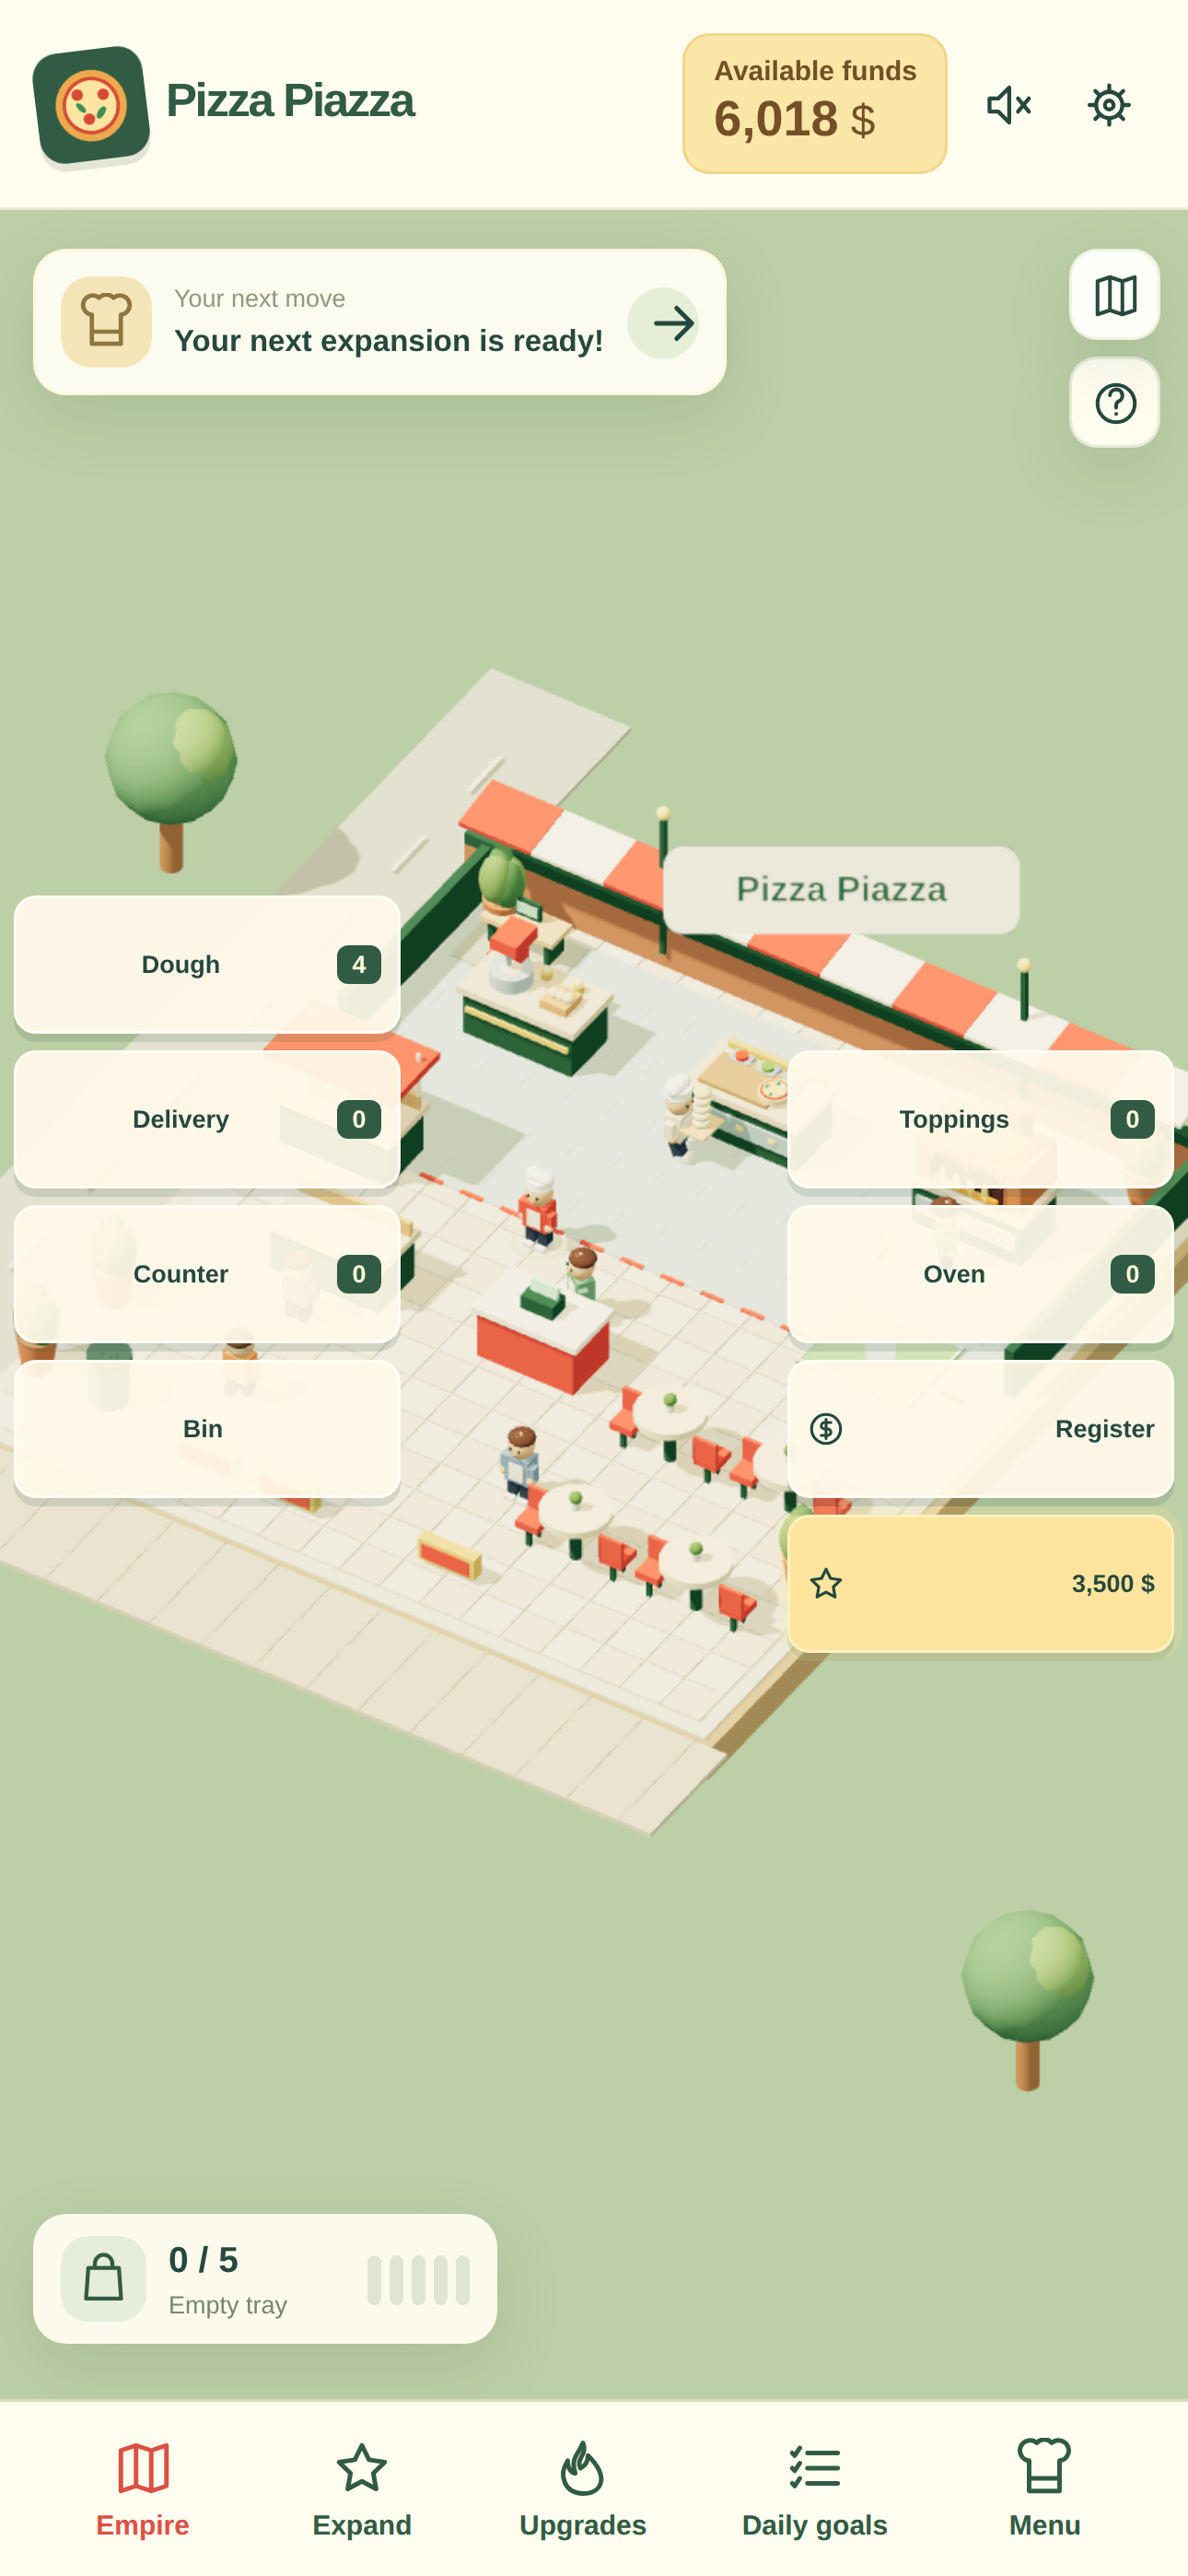 Pizza Piazza
Available funds
6,018 $
Your next move
Your next expansion is ready!
Pizza Piazza
Dough 4
Delivery 0
Toppings 0
Counter 0
Oven 0
Bin
Register
3,500 $
0 / 5
Empty tray
Empire
Expand
Upgrades
Daily goals
Menu